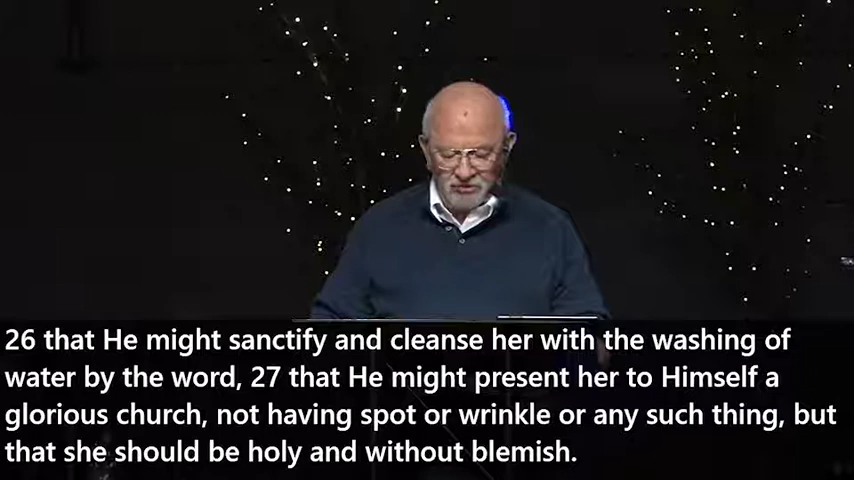 26 that He might sanctify and cleanse her with the washing of
water by the word, 27 that He might present her to Himself a
glorious church, not having spot or wrinkle or any such thing, but
that she should be holy and without blemish.